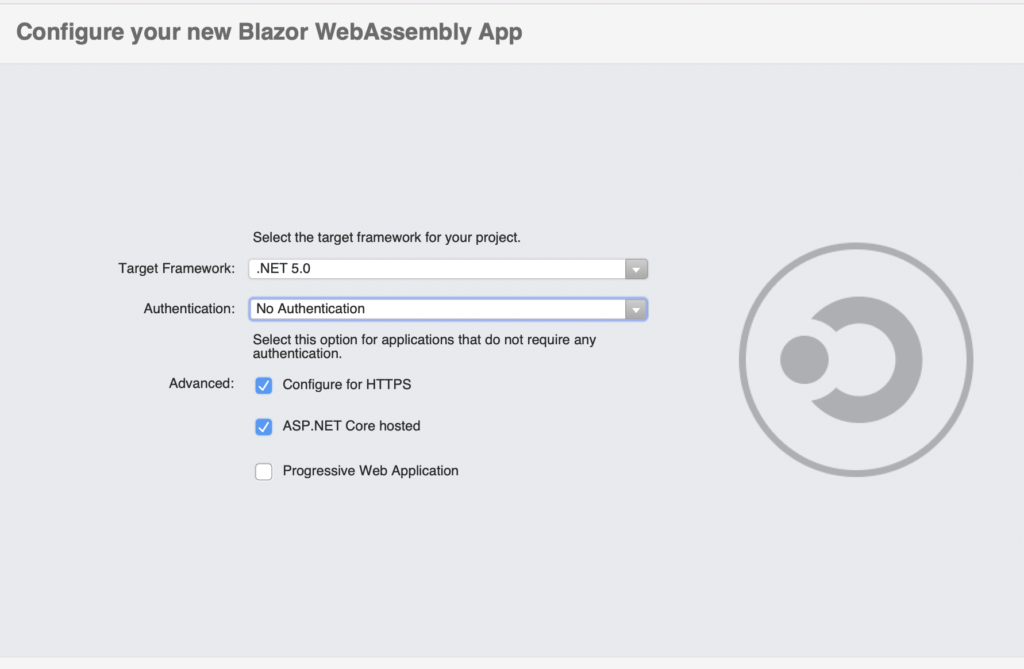 Configure your new Blazor WebAssembly App
Select the target framework for your project.
Target Framework: .NET 5.0
Authentication: No Authentication
Select this option for applications that do not require any
authentication.
Advanced: Configure for HTTPS
ASP.NET Core hosted
Progressive Web Application